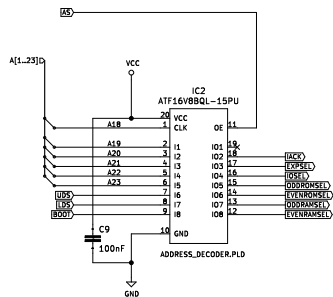 AS
A[1..23]
VCC
IC2
ATF16V8BQL-15PU
20 VCC
A18 1 CLK OE 11
A19 2 I1 IO1 19
A20 3 I2 IO2 18 IACK
A21 4 I3 IO3 17 EXPSEL
A22 5 I4 IO4 16 IOSEL
A23 6 I5 IO5 15 ODDROMSEL
UDS 7 I6 IO6 14 EVENROMSEL
LDS 8 I7 IO7 13 ODDRAMSEL
BOOT 9 I8 IO8 12 EVENRAMSEL
10 GND
C9
100nF
ADDRESS_DECODER.PLD
GND